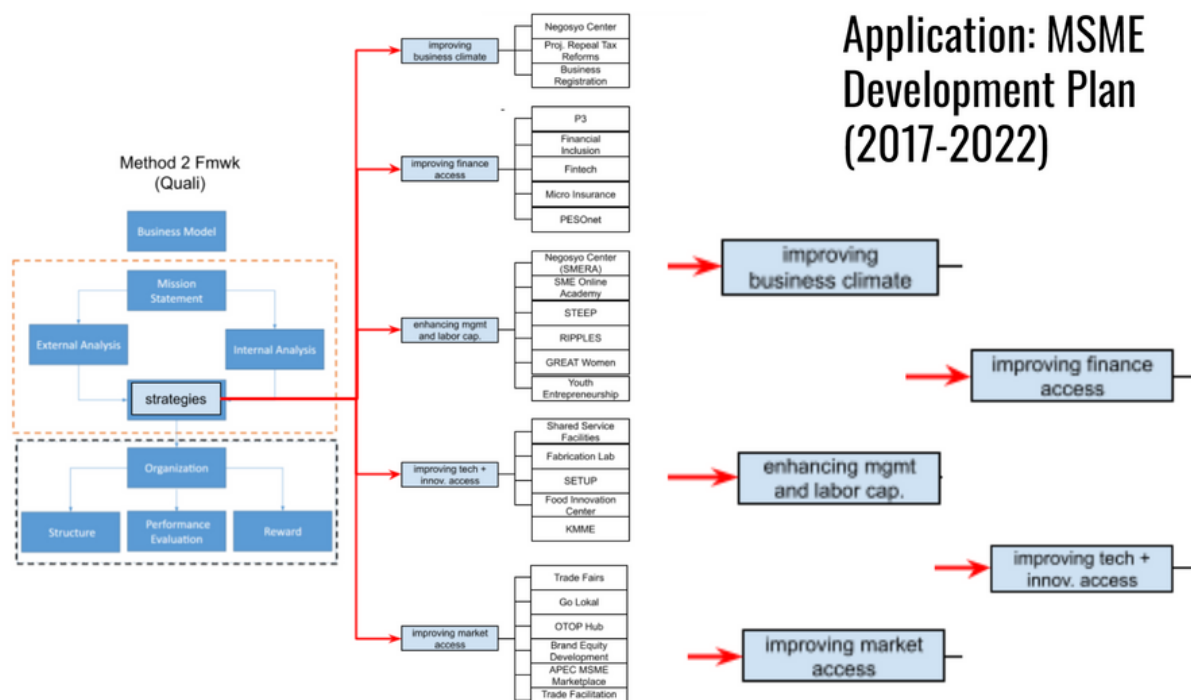 Application: MSME
Development Plan
(2017-2022)
Method 2 Fmwk
(Quali)
Business Model
Mission
Statement
External Analysis
Internal Analysis
strategies
Organization
Structure
Performance
Evaluation
Reward
improving
business climate
Negosyo Center
Proj. Repeal Tax
Reforms
Business
Registration
improving finance
access
P3
Financial
Inclusion
Fintech
Micro Insurance
PESOnet
enhancing mgmt
and labor cap.
Negosyo Center
(SMERA)
SME Online
Academy
STEEP
RIPPLES
GREAT Women
Youth
Entrepreneurship
improving tech +
innov. access
Shared Service
Facilities
Fabrication Lab
SETUP
Food Innovation
Center
KMME
improving market
access
Trade Fairs
Go Lokal
OTOP Hub
Brand Equity
Development
APEC MSME
Marketplace
Trade Facilitation
improving
business climate
improving finance
access
enhancing mgmt
and labor cap.
improving tech +
innov. access
improving market
access